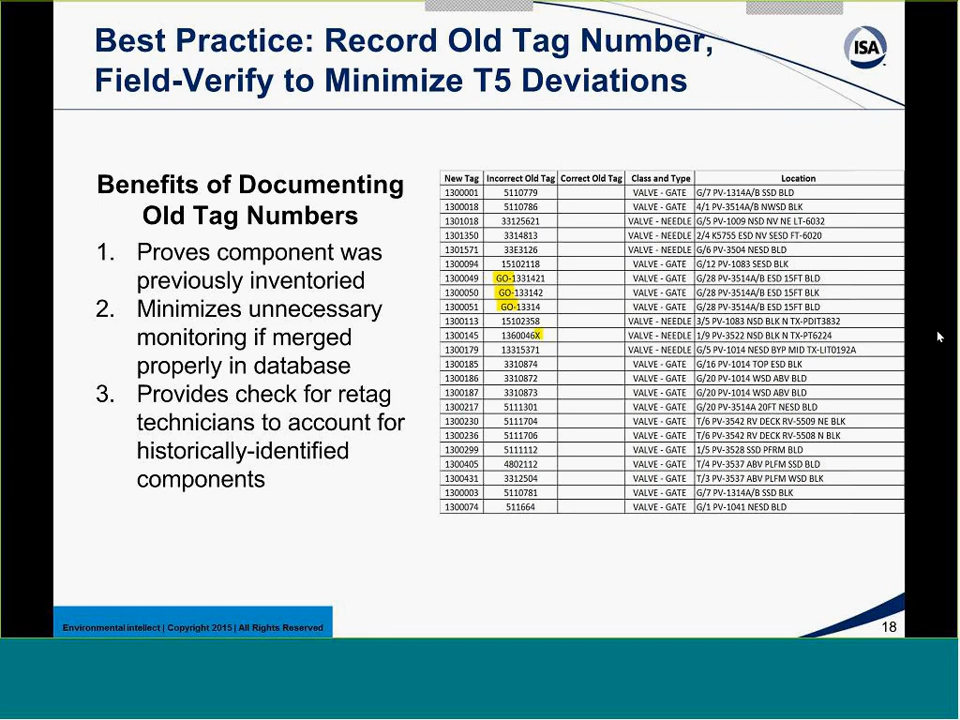 Best Practice: Record Old Tag Number,
Field-Verify to Minimize T5 Deviations
ISA
Benefits of Documenting
Old Tag Numbers
1. Proves component was
previously inventoried
2. Minimizes unnecessary
monitoring if merged
properly in database
3. Provides check for retag
technicians to account for
historically-identified
components
New Tag Incorrect Old Tag Correct Old Tag Class and Type Location
1300001 5110779 VALVE - GATE G/7 PV-1314A/B SSD BLD
1300018 5110786 VALVE - GATE 4/1 PV-3514A/B NWSD BLK
1301018 33125621 VALVE - NEEDLE G/5 PV-1009 NSD NV NE LT-6032
1301350 3314813 VALVE - NEEDLE 2/4 K5755 ESD NV SESD FT-6020
1301571 33E3126 VALVE - NEEDLE G/6 PV-3504 NESD BLD
1300094 15102118 VALVE - GATE G/12 PV-1083 SESD BLK
1300049 GO-1331421 VALVE - GATE G/28 PV-3514A/B ESD 15FT BLD
1300050 GO-133142 VALVE - GATE G/28 PV-3514A/B ESD 15FT BLK
1300051 GO-13314 VALVE - GATE G/28 PV-3514A/B ESD 15FT BLD
1300113 15102358 VALVE - NEEDLE 3/5 PV-1083 NSD BLK N TX-PDIT3832
1300145 1360046X VALVE - NEEDLE 1/9 PV-3522 NSD BLK N TX-PT6224
1300179 13315371 VALVE - NEEDLE G/5 PV-1014 NESD BYP MID TX-LIT0192A
1300185 3310874 VALVE - GATE G/16 PV-1014 TOP ESD BLK
1300186 3310872 VALVE - GATE G/20 PV-1014 WSD ABV BLD
1300187 3310873 VALVE - GATE G/20 PV-1014 WSD ABV BLD
1300217 5111301 VALVE - GATE G/20 PV-3514A 20FT NESD BLD
1300230 5111704 VALVE - GATE T/6 PV-3542 RV DECK RV-5509 NE BLK
1300236 5111706 VALVE - GATE T/6 PV-3542 RV DECK RV-5508 N BLK
1300299 5111112 VALVE - GATE 1/5 PV-3528 SSD PFRM BLD
1300405 4802112 VALVE - GATE T/4 PV-3537 ABV PLFM SSD BLD
1300431 3312504 VALVE - GATE T/3 PV-3537 ABV PLFM WSD BLK
1300003 5110781 VALVE - GATE G/7 PV-1314A/B SSD BLK
1300074 511664 VALVE - GATE G/1 PV-1041 NESD BLD
Environmental intellect | Copyright 2015 | All Rights Reserved
18